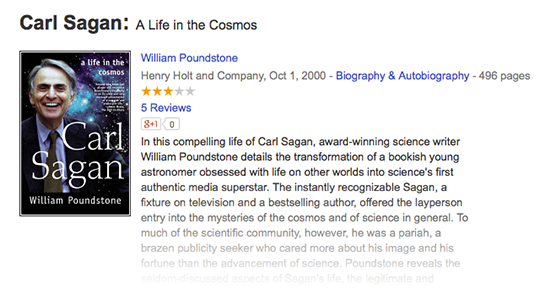 Carl Sagan: A Life in the Cosmos
a life in the
cosmos
Carl
Sagan
William Poundstone
William Poundstone
Henry Holt and Company, Oct 1, 2000 - Biography & Autobiography - 496 pages
5 Reviews
g+1 0
In this compelling life of Carl Sagan, award-winning science writer
William Poundstone details the transformation of a bookish young
astronomer obsessed with life on other worlds into science's first
authentic media superstar. The instantly recognizable Sagan, a
fixture on television and a bestselling author, offered the layperson
entry into the mysteries of the cosmos and of science in general. To
much of the scientific community, however, he was a pariah, a
brazen publicity seeker who cared more about his image and his
fortune than the advancement of science. Poundstone reveals the
seldom-discussed aspects of Sagan's life, the legitimate and